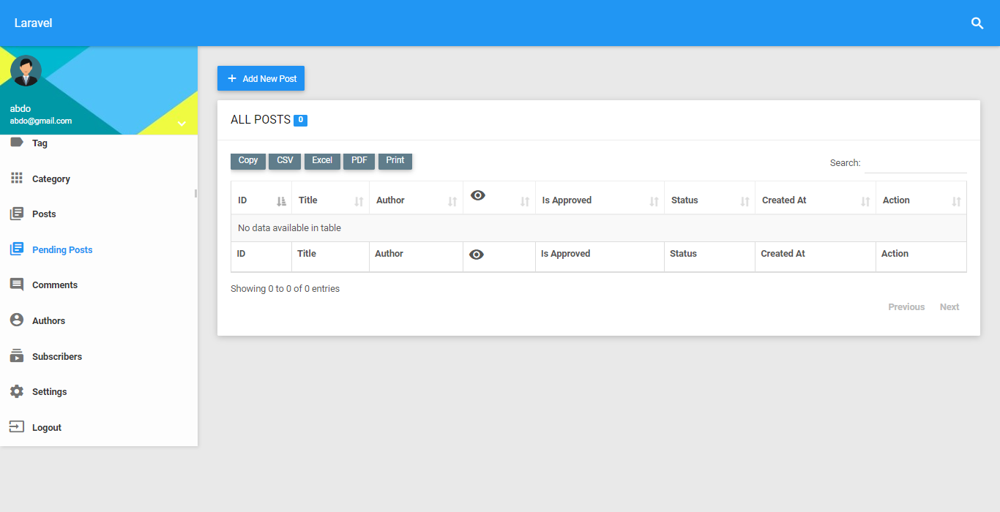 Laravel
abdo
abdo@gmail.com
Tag
Category
Posts
Pending Posts
Comments
Authors
Subscribers
Settings
Logout
Add New Post
ALL POSTS 0
Copy CSV Excel PDF Print
Search:
ID Title Author Is Approved Status Created At Action
No data available in table
ID Title Author Is Approved Status Created At Action
Showing 0 to 0 of 0 entries
Previous Next